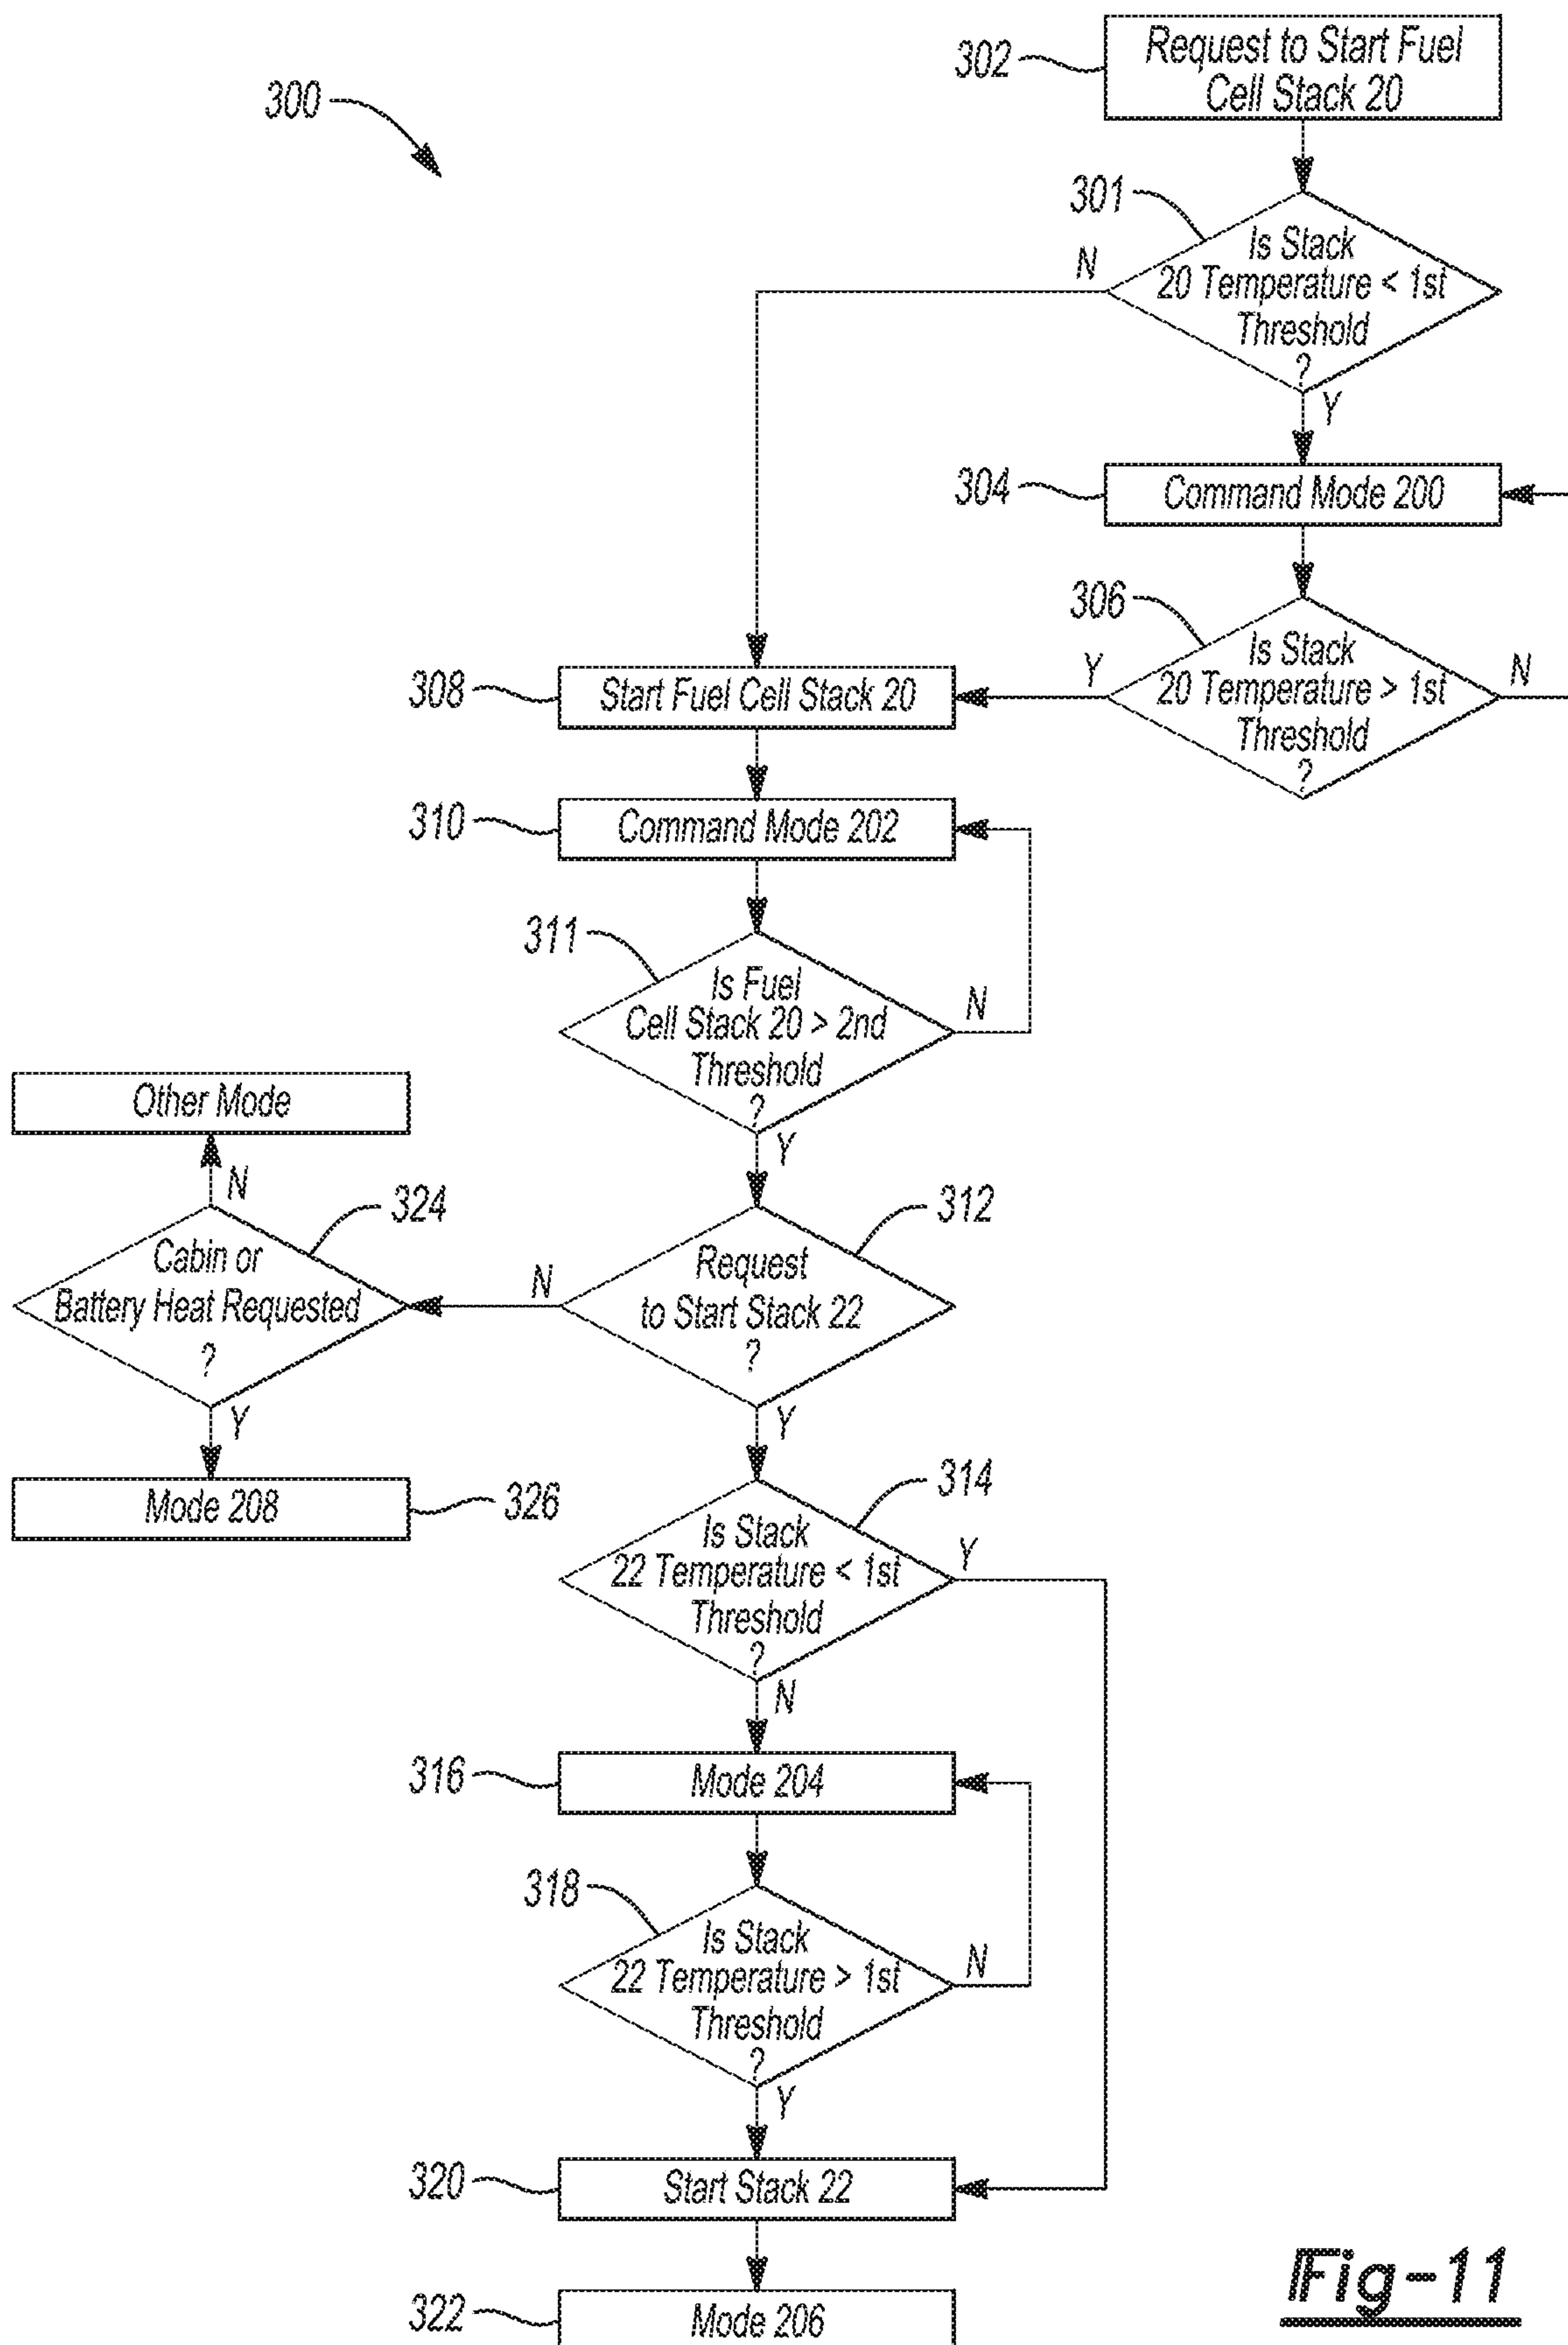 302
Request to Start Fuel
Cell Stack 20
300
301
Is Stack
20 Temperature < 1st
Threshold
?
N
Y
304
Command Mode 200
306
Is Stack
20 Temperature > 1st
Threshold
?
Y
N
308
Start Fuel Cell Stack 20
310
Command Mode 202
311
Is Fuel
Cell Stack 20 > 2nd
Threshold
?
N
Y
Other Mode
N
324
Cabin or
Battery Heat Requested
?
Y
Mode 208
326
312
Request
to Start Stack 22
?
N
Y
314
Is Stack
22 Temperature < 1st
Threshold
?
Y
N
316
Mode 204
318
Is Stack
22 Temperature > 1st
Threshold
?
N
Y
320
Start Stack 22
322
Mode 206
Fig-11